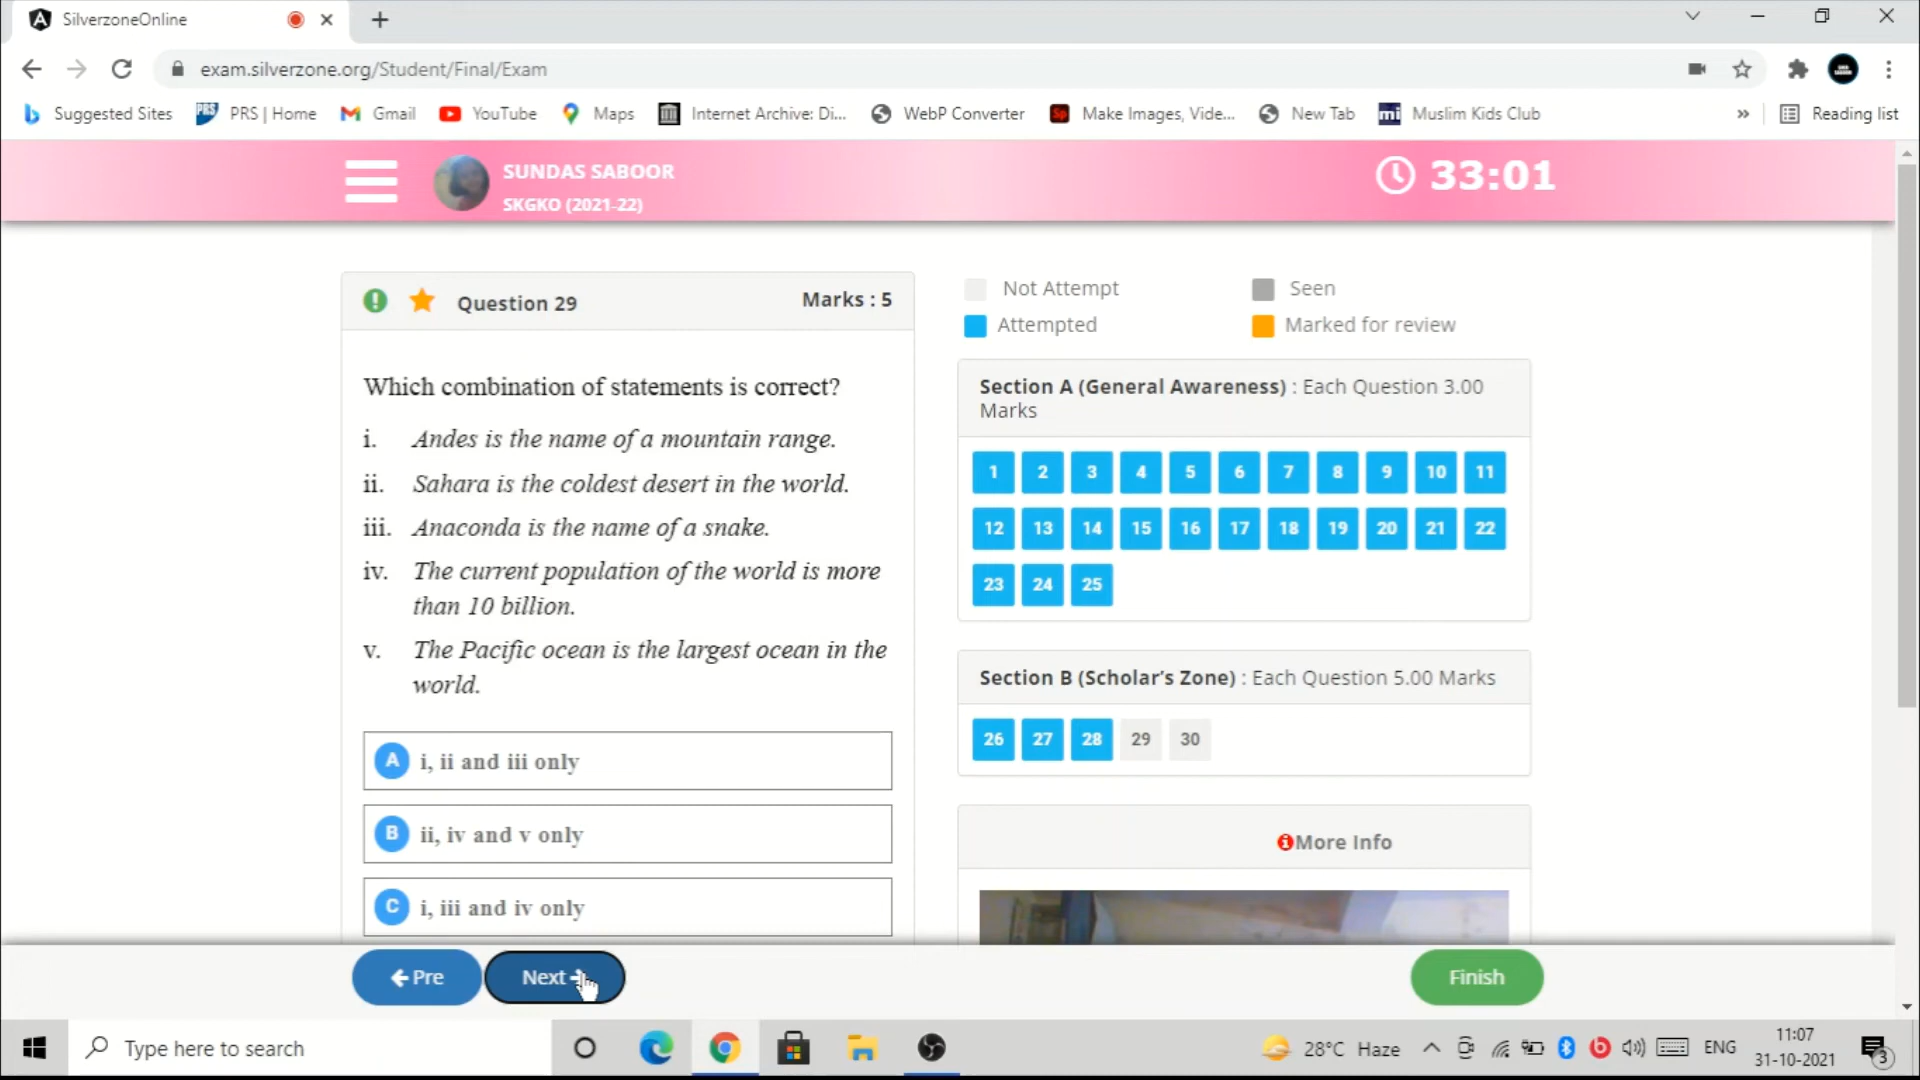 SilverzoneOnline
exam.silverzone.org/Student/Final/Exam
Suggested Sites PRS | Home Gmail YouTube Maps Internet Archive: Di... WebP Converter Make Images, Vide... New Tab Muslim Kids Club » Reading list
SUNDAS SABOOR
SKGKO (2021-22)
33:01
Question 29 Marks : 5
Which combination of statements is correct?
i. Andes is the name of a mountain range.
ii. Sahara is the coldest desert in the world.
iii. Anaconda is the name of a snake.
iv. The current population of the world is more
than 10 billion.
v. The Pacific ocean is the largest ocean in the
world.
A i, ii and iii only
B ii, iv and v only
C i, iii and iv only
Pre Next
Not Attempt Seen
Attempted Marked for review
Section A (General Awareness) : Each Question 3.00
Marks
1 2 3 4 5 6 7 8 9 10 11
12 13 14 15 16 17 18 19 20 21 22
23 24 25
Section B (Scholar's Zone) : Each Question 5.00 Marks
26 27 28 29 30
More Info
Finish
Type here to search
28°C Haze
ENG
11:07
31-10-2021
3